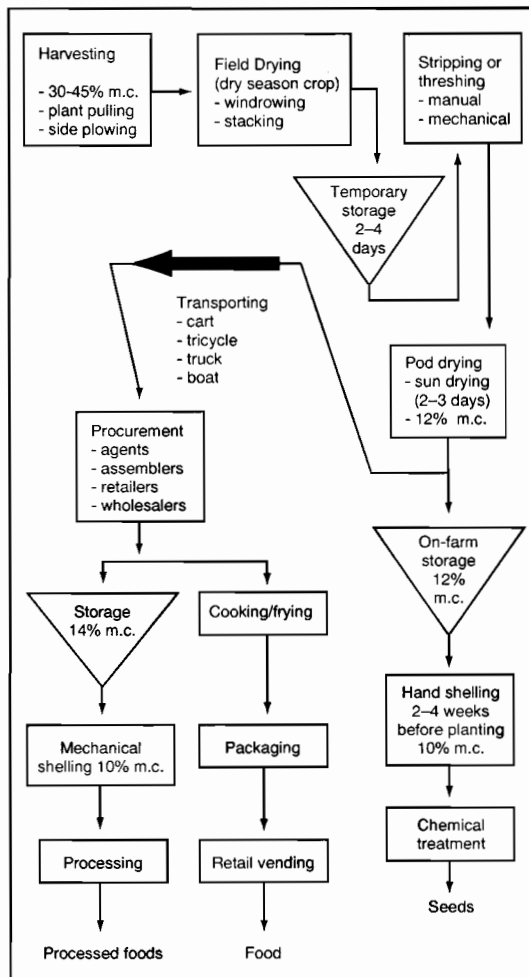 Harvesting
- 30-45% m.c.
- plant pulling
- side plowing
Field Drying
(dry season crop)
- windrowing
- stacking
Stripping or
threshing
- manual
- mechanical
Temporary
storage
2–4
days
Transporting
- cart
- tricycle
- truck
- boat
Pod drying
- sun drying
(2–3 days)
- 12% m.c.
Procurement
- agents
- assemblers
- retailers
- wholesalers
On-farm
storage
12%
m.c.
Storage
14% m.c.
Cooking/frying
Hand shelling
2–4 weeks
before planting
10% m.c.
Mechanical
shelling 10% m.c.
Packaging
Chemical
treatment
Processing
Retail vending
Seeds
Processed foods
Food